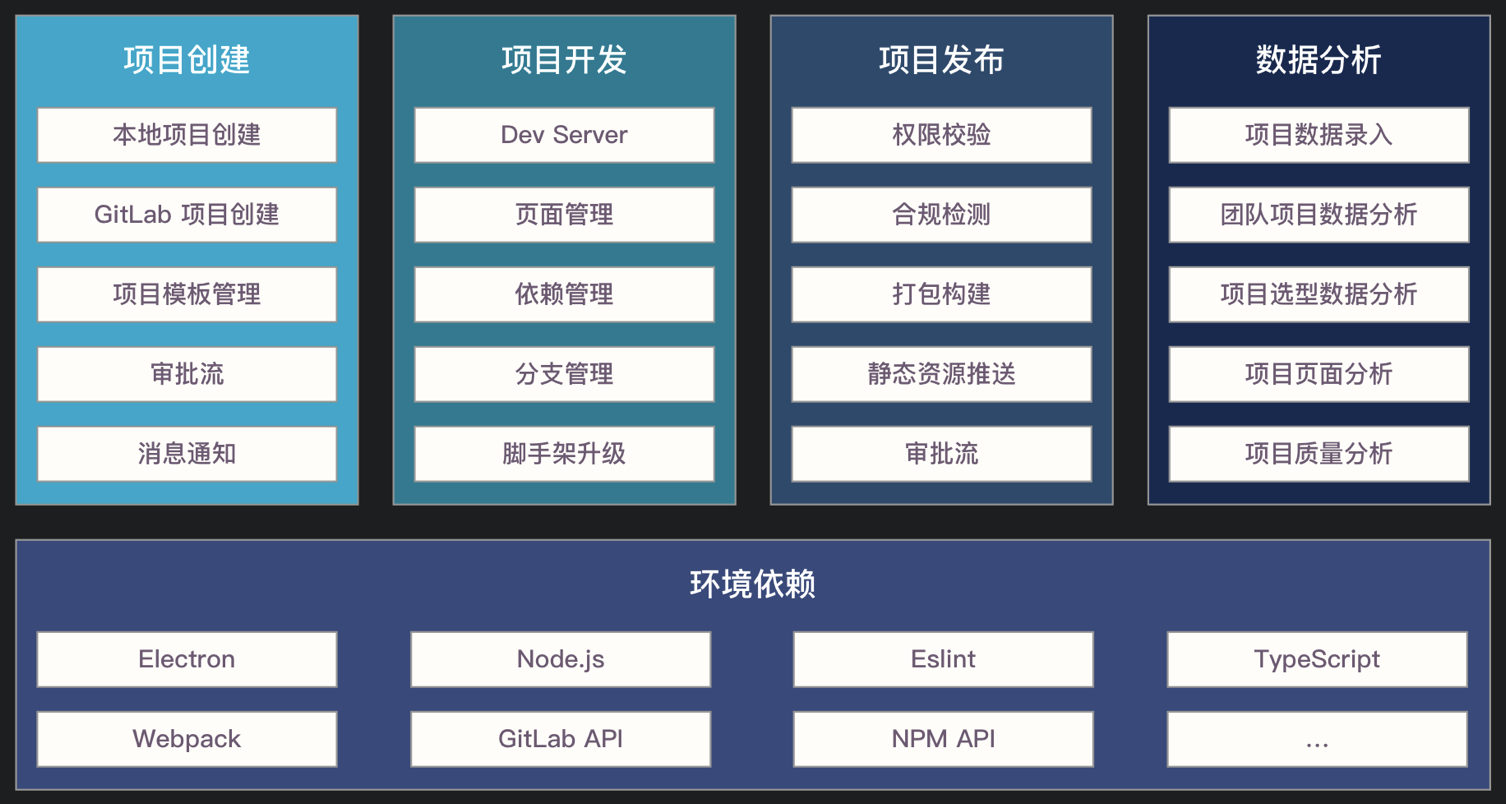 项目创建
本地项目创建
GitLab 项目创建
项目模板管理
审批流
消息通知
项目开发
Dev Server
页面管理
依赖管理
分支管理
脚手架升级
项目发布
权限校验
合规检测
打包构建
静态资源推送
审批流
数据分析
项目数据录入
团队项目数据分析
项目选型数据分析
项目页面分析
项目质量分析
环境依赖
Electron
Node.js
Eslint
TypeScript
Webpack
GitLab API
NPM API
...